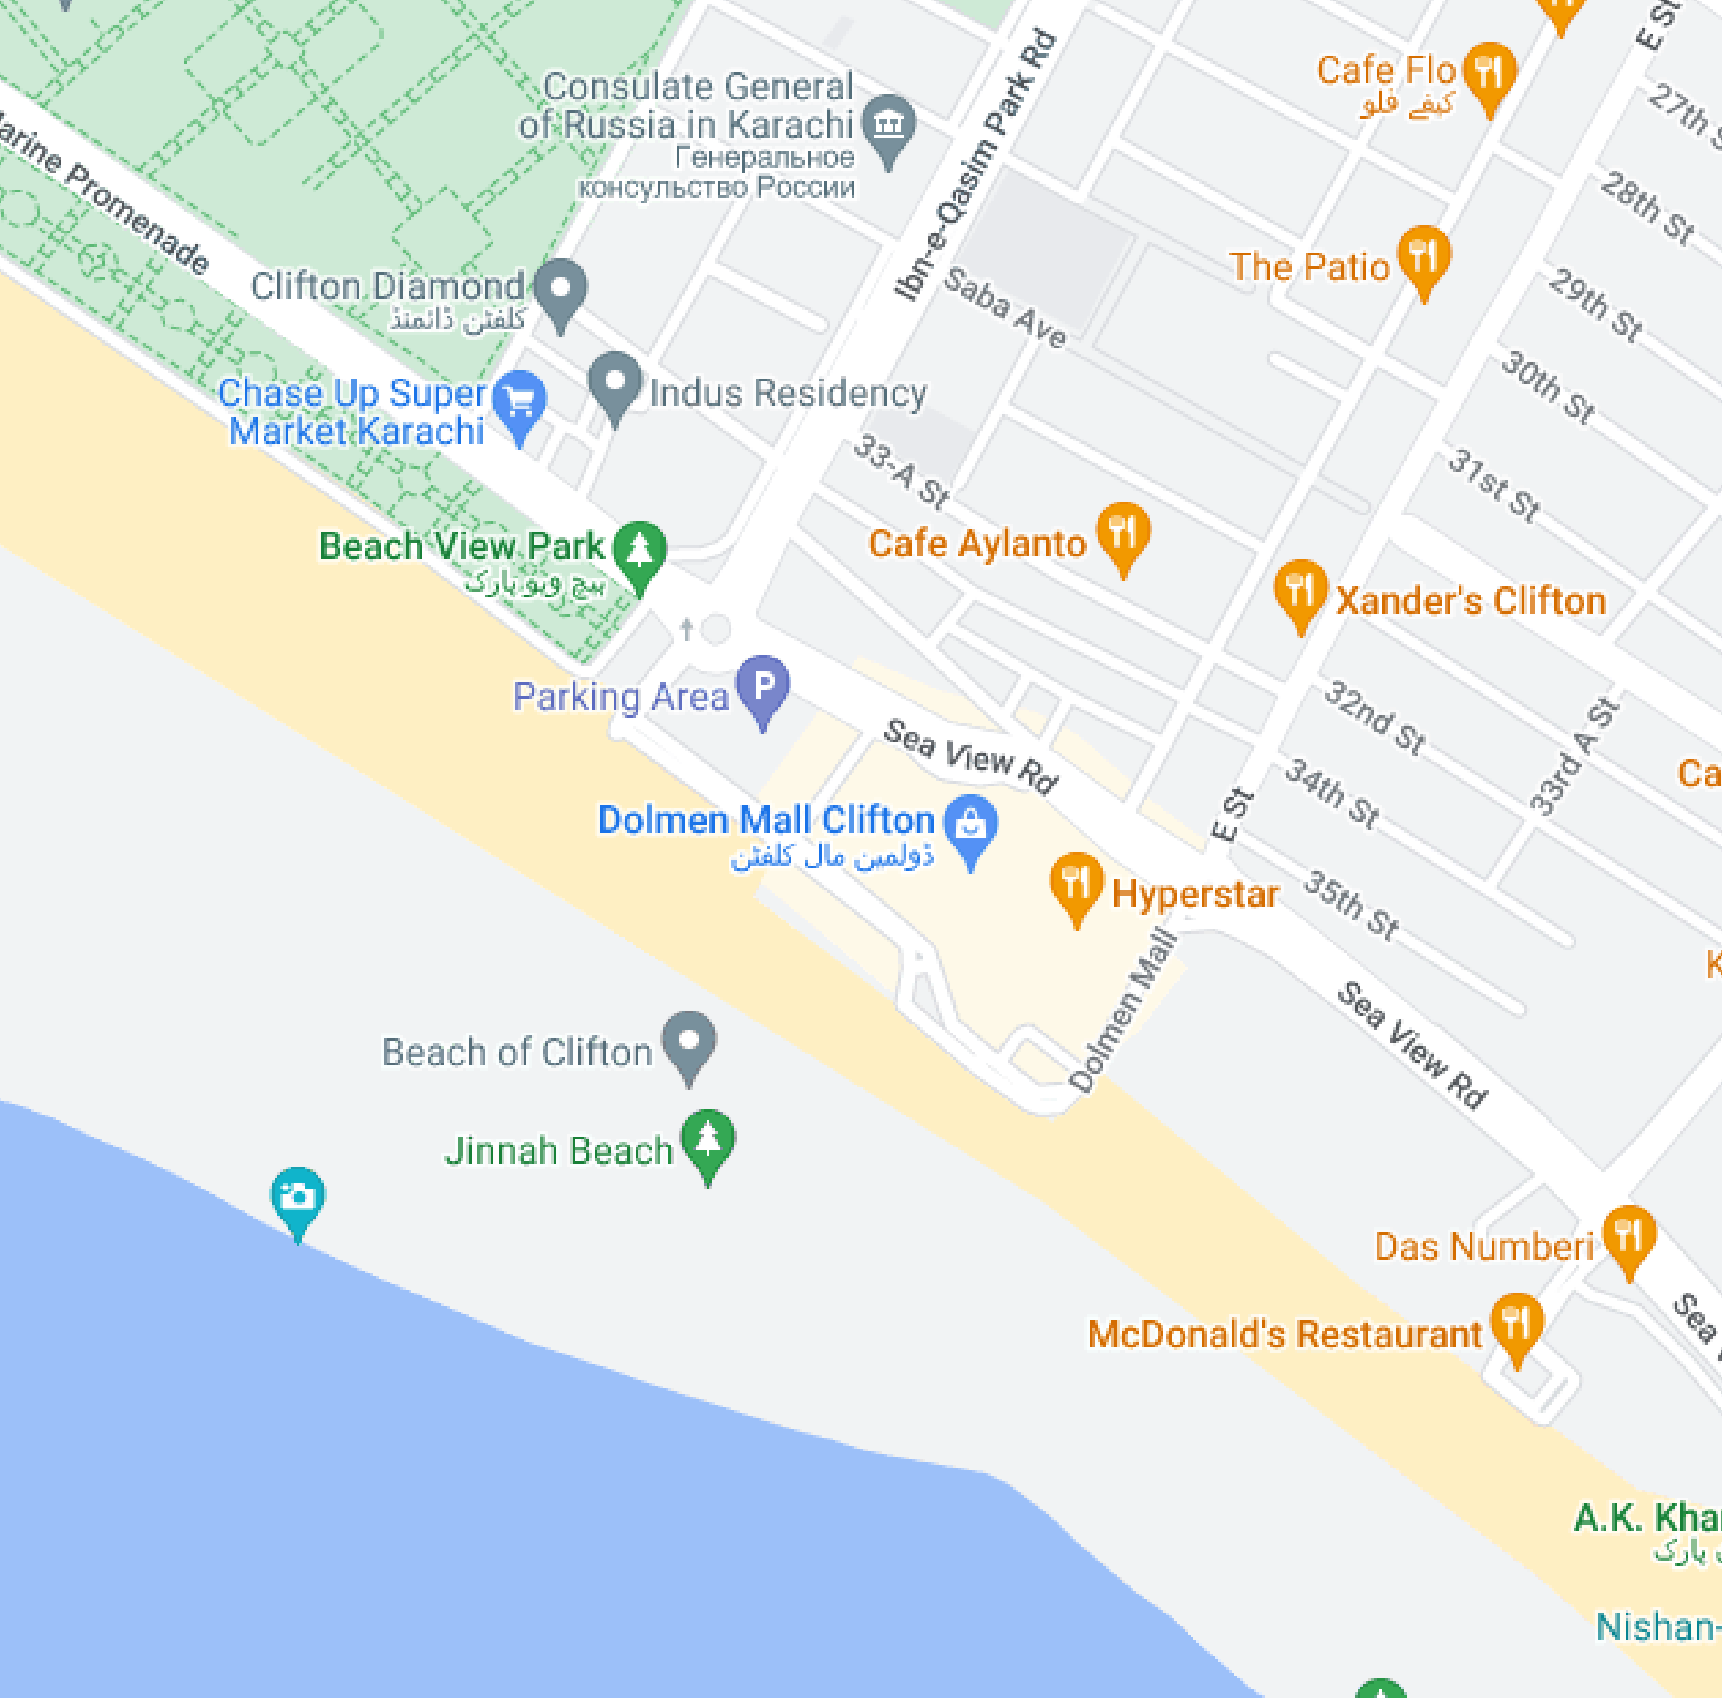 E St
Cafe Flo
کیفے فلو
27th S
Consulate General
of Russia in Karachi
Генеральное
консульство России
Ibn-e-Qasim Park Rd
Marine Promenade
28th St
The Patio
29th St
Clifton Diamond
کلفٹن ڈائمنڈ
Saba Ave
30th St
Chase Up Super
Market Karachi
Indus Residency
33-A St
31st St
Beach View Park
بیچ ویو پارک
Cafe Aylanto
Xander's Clifton
P
Parking Area
Sea View Rd
32nd St
33rd A St
34th St
Ca
E St
Dolmen Mall Clifton
ڈولمین مال کلفٹن
Hyperstar
35th St
Dolmen Mall
K
Sea View Rd
Beach of Clifton
Jinnah Beach
Das Numberi
Sea
McDonald's Restaurant
A.K. Kha
پارک
Nishan-